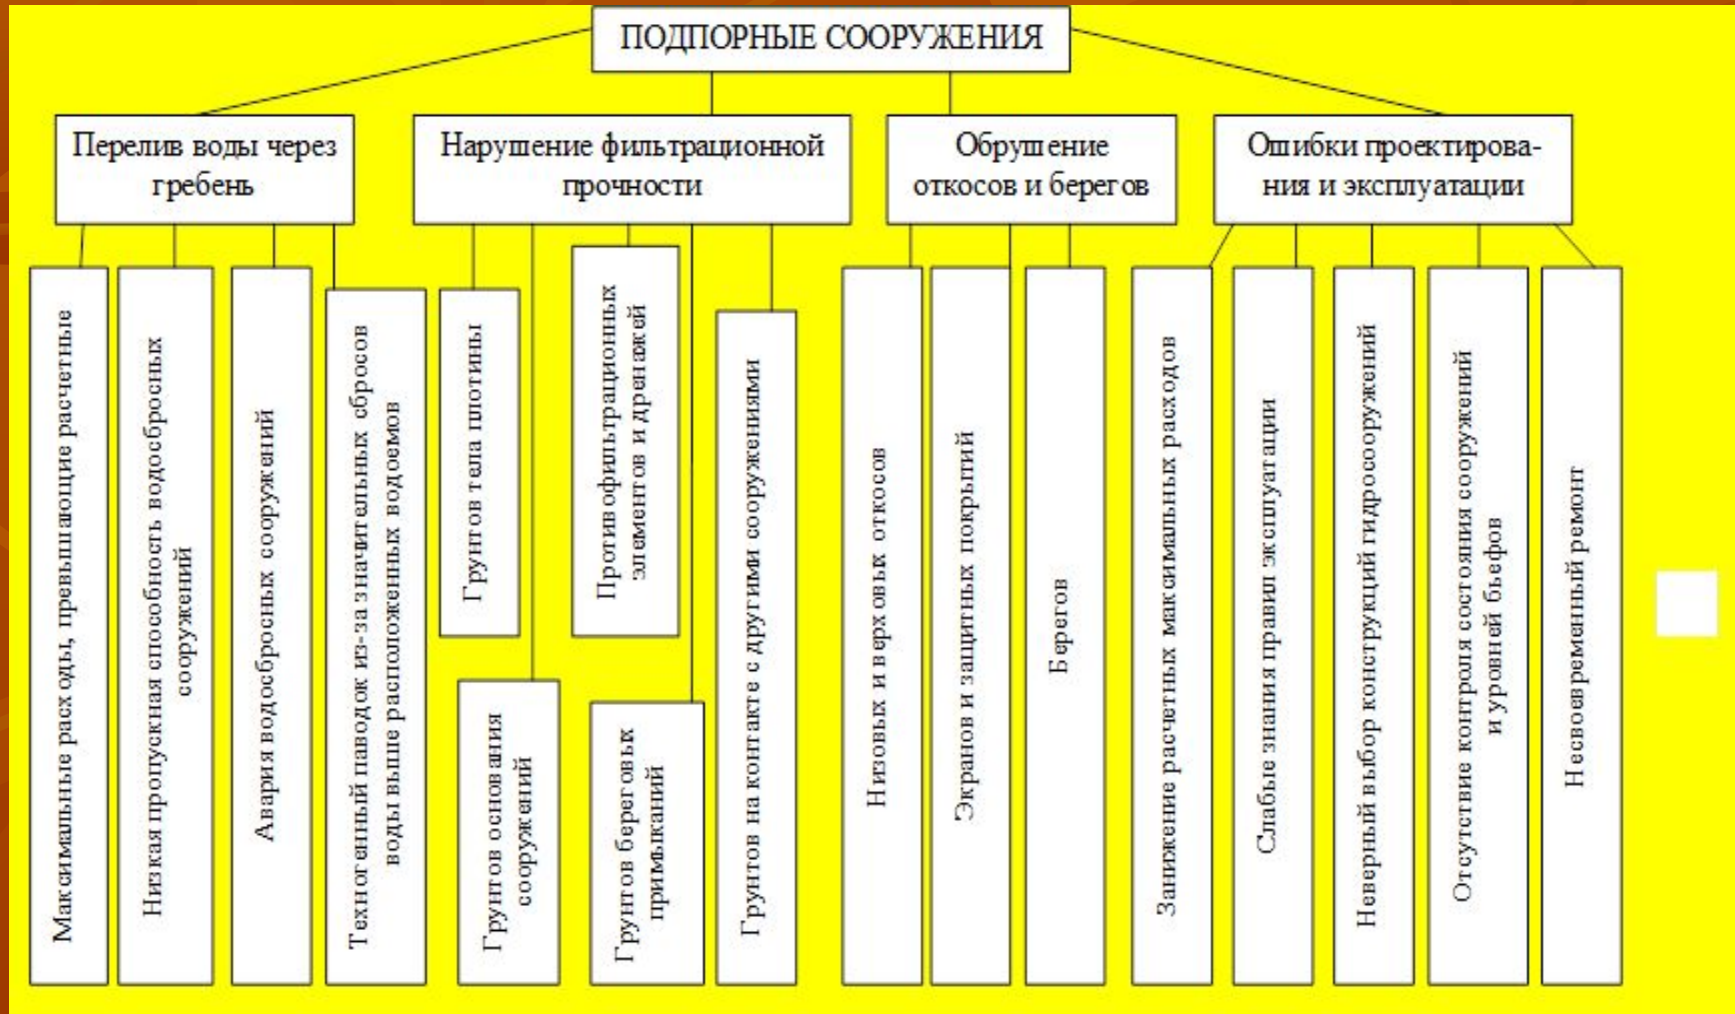 ПОДПОРНЫЕ СООРУЖЕНИЯ
Перелив воды через
гребень
Нарушение фильтрационной
прочности
Обрушение
откосов и берегов
Ошибки проектирова-
ния и эксплуатации
Максимальные расходы, превышающие расчетные
Низкая пропускная способность водосбросных
сооружений
Авария водосбросных сооружений
Техногенный паводок из-за значительных сбросов
воды выше расположенных водоемов
Грунтов тела плотины
Грунтов основания
сооружений
Противофильтрационных
элементов и дренажей
Грунтов береговых
примыканий
Грунтов на контакте с другими сооружениями
Низовых и верховых откосов
Экранов и защитных покрытий
Берегов
Занижение расчетных максимальных расходов
Слабые знания правил эксплуатации
Неверный выбор конструкций гидросооружений
Отсутствие контроля состояния сооружений
и уровней бьефов
Несвоевременный ремонт